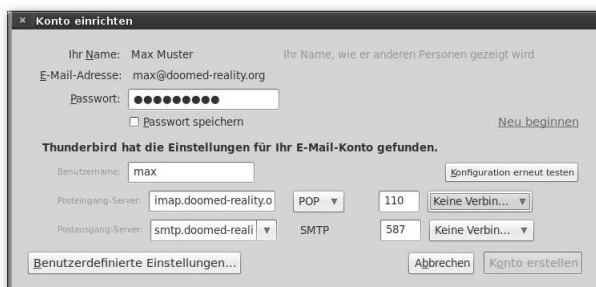 Konto einrichten
Ihr Name: Max Muster Ihr Name, wie er anderen Personen gezeigt wird
E-Mail-Adresse: max@doomed-reality.org
Passwort: ●●●●●●●●●
Passwort speichern Neu beginnen
Thunderbird hat die Einstellungen für Ihr E-Mail-Konto gefunden.
Benutzername: max Konfiguration erneut testen
Posteingang-Server: imap.doomed-reality.o POP 110 Keine Verbin...
Postausgang-Server: smtp.doomed-reali SMTP 587 Keine Verbin...
Benutzerdefinierte Einstellungen... Abbrechen Konto erstellen